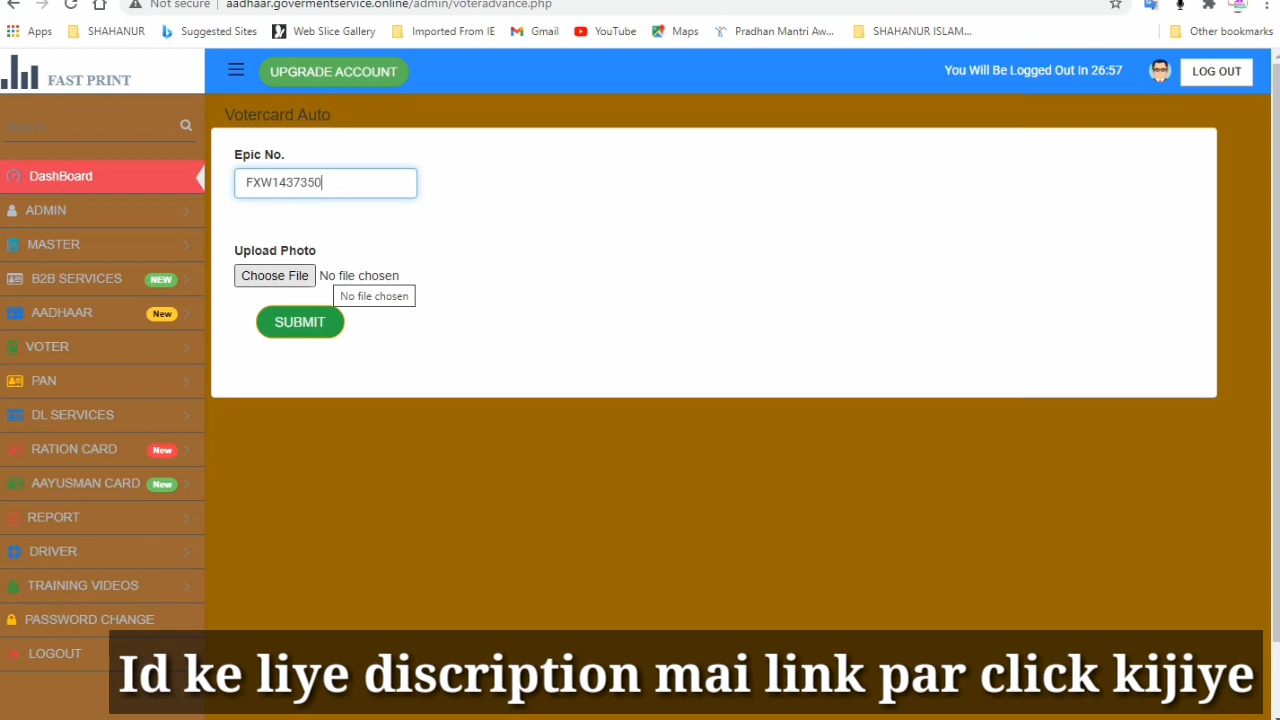 Not secure aadhaar.govermentservice.online/admin/voteradvance.php
Apps SHAHANUR Suggested Sites Web Slice Gallery Imported From IE Gmail YouTube Maps Pradhan Mantri Aw... SHAHANUR ISLAM... Other bookmarks
FAST PRINT
UPGRADE ACCOUNT
You Will Be Logged Out In 26:57
LOG OUT
Votercard Auto
Epic No.
FXW1437350
Upload Photo
Choose File No file chosen
No file chosen
SUBMIT
DashBoard
ADMIN
MASTER
B2B SERVICES NEW
AADHAAR New
VOTER
PAN
DL SERVICES
RATION CARD New
AAYUSMAN CARD New
REPORT
DRIVER
TRAINING VIDEOS
PASSWORD CHANGE
LOGOUT
Id ke liye discription mai link par click kijiye